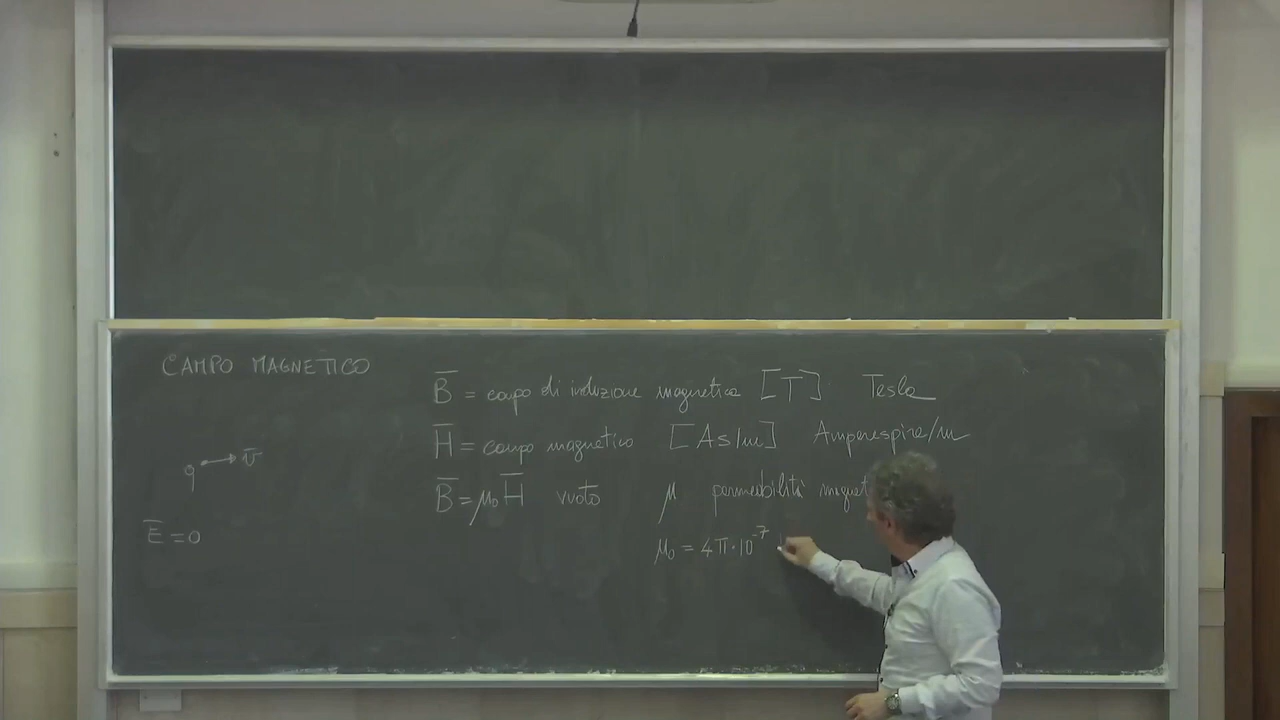 CAMPO MAGNETICO
B̅ = campo di induzione magnetica [T] Tesla
H̅ = campo magnetico [As/m] Amperespire/m
q v̅
B̅ = μ₀ H̅ vuoto μ permeabilità magnet
E̅ = 0
μ₀ = 4π·10⁻⁷